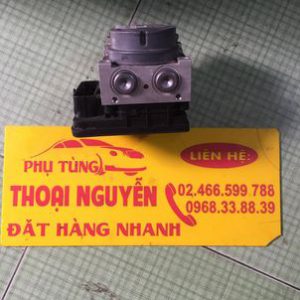 PHỤ TÙNG
LIÊN HỆ:
THOẠI NGUYỄN
02.466.599.788
0968.33.88.39
ĐẶT HÀNG NHANH